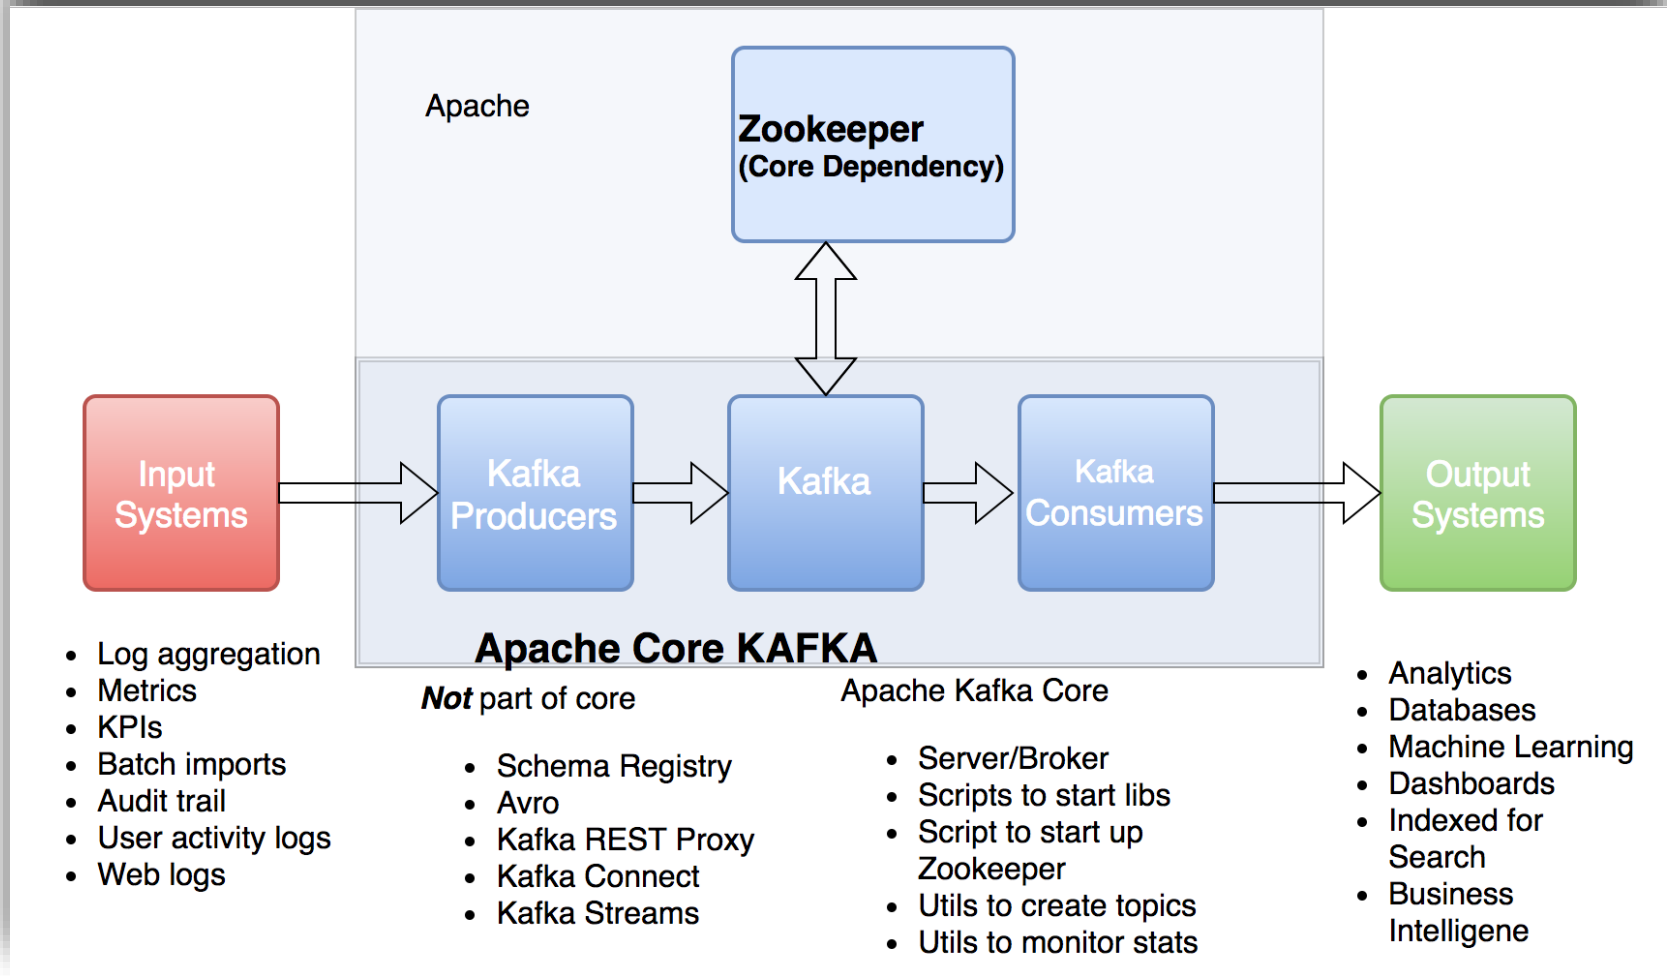 Apache
Zookeeper
(Core Dependency)
Input
Systems
Kafka
Producers
Kafka
Kafka
Consumers
Output
Systems
Apache Core KAFKA
• Log aggregation
• Metrics
• KPIs
• Batch imports
• Audit trail
• User activity logs
• Web logs
Not part of core
• Schema Registry
• Avro
• Kafka REST Proxy
• Kafka Connect
• Kafka Streams
Apache Kafka Core
• Server/Broker
• Scripts to start libs
• Script to start up
Zookeeper
• Utils to create topics
• Utils to monitor stats
• Analytics
• Databases
• Machine Learning
• Dashboards
• Indexed for
Search
• Business
Intelligene